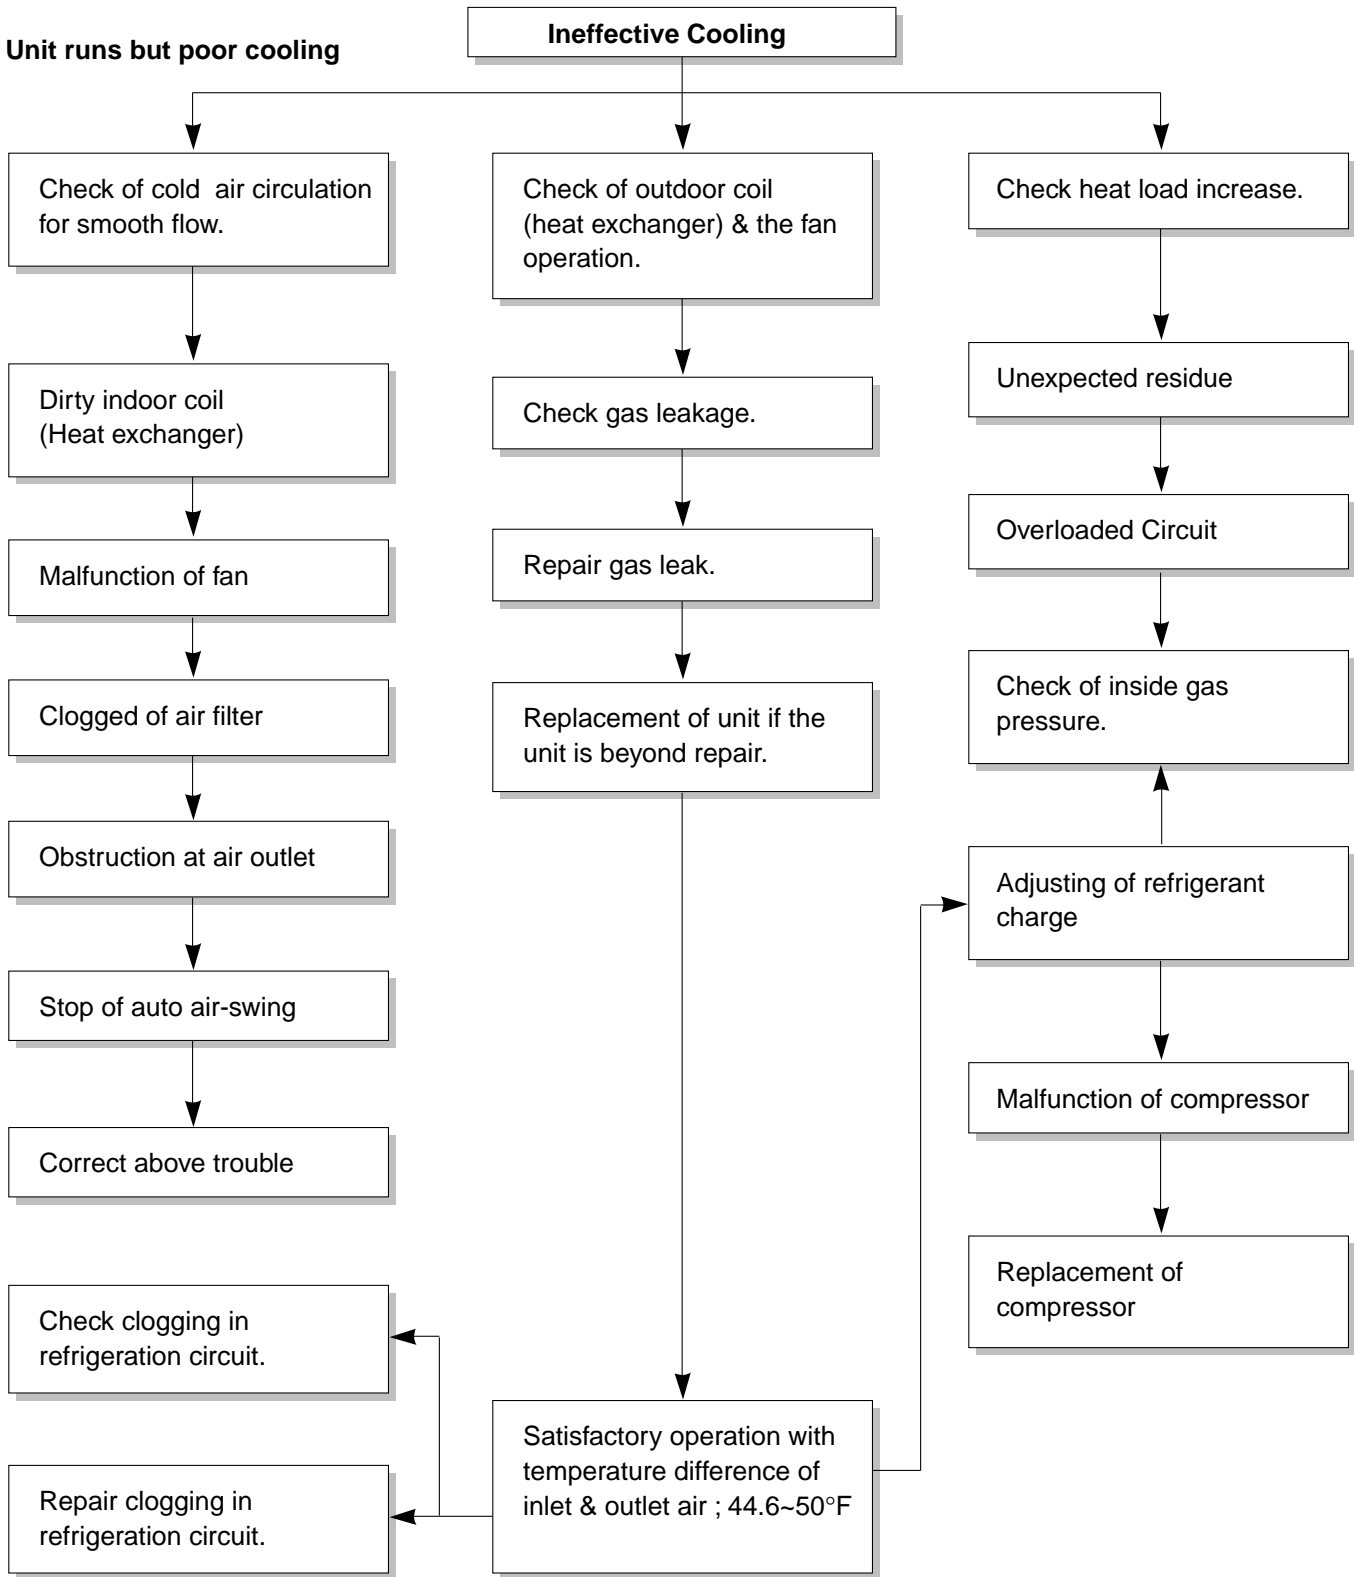 Ineffective Cooling
Unit runs but poor cooling
Check of cold air circulation
for smooth flow.
Dirty indoor coil
(Heat exchanger)
Malfunction of fan
Clogged of air filter
Obstruction at air outlet
Stop of auto air-swing
Correct above trouble
Check clogging in
refrigeration circuit.
Repair clogging in
refrigeration circuit.
Check of outdoor coil
(heat exchanger) & the fan
operation.
Check gas leakage.
Repair gas leak.
Replacement of unit if the
unit is beyond repair.
Satisfactory operation with
temperature difference of
inlet & outlet air ; 44.6~50°F
Check heat load increase.
Unexpected residue
Overloaded Circuit
Check of inside gas
pressure.
Adjusting of refrigerant
charge
Malfunction of compressor
Replacement of
compressor